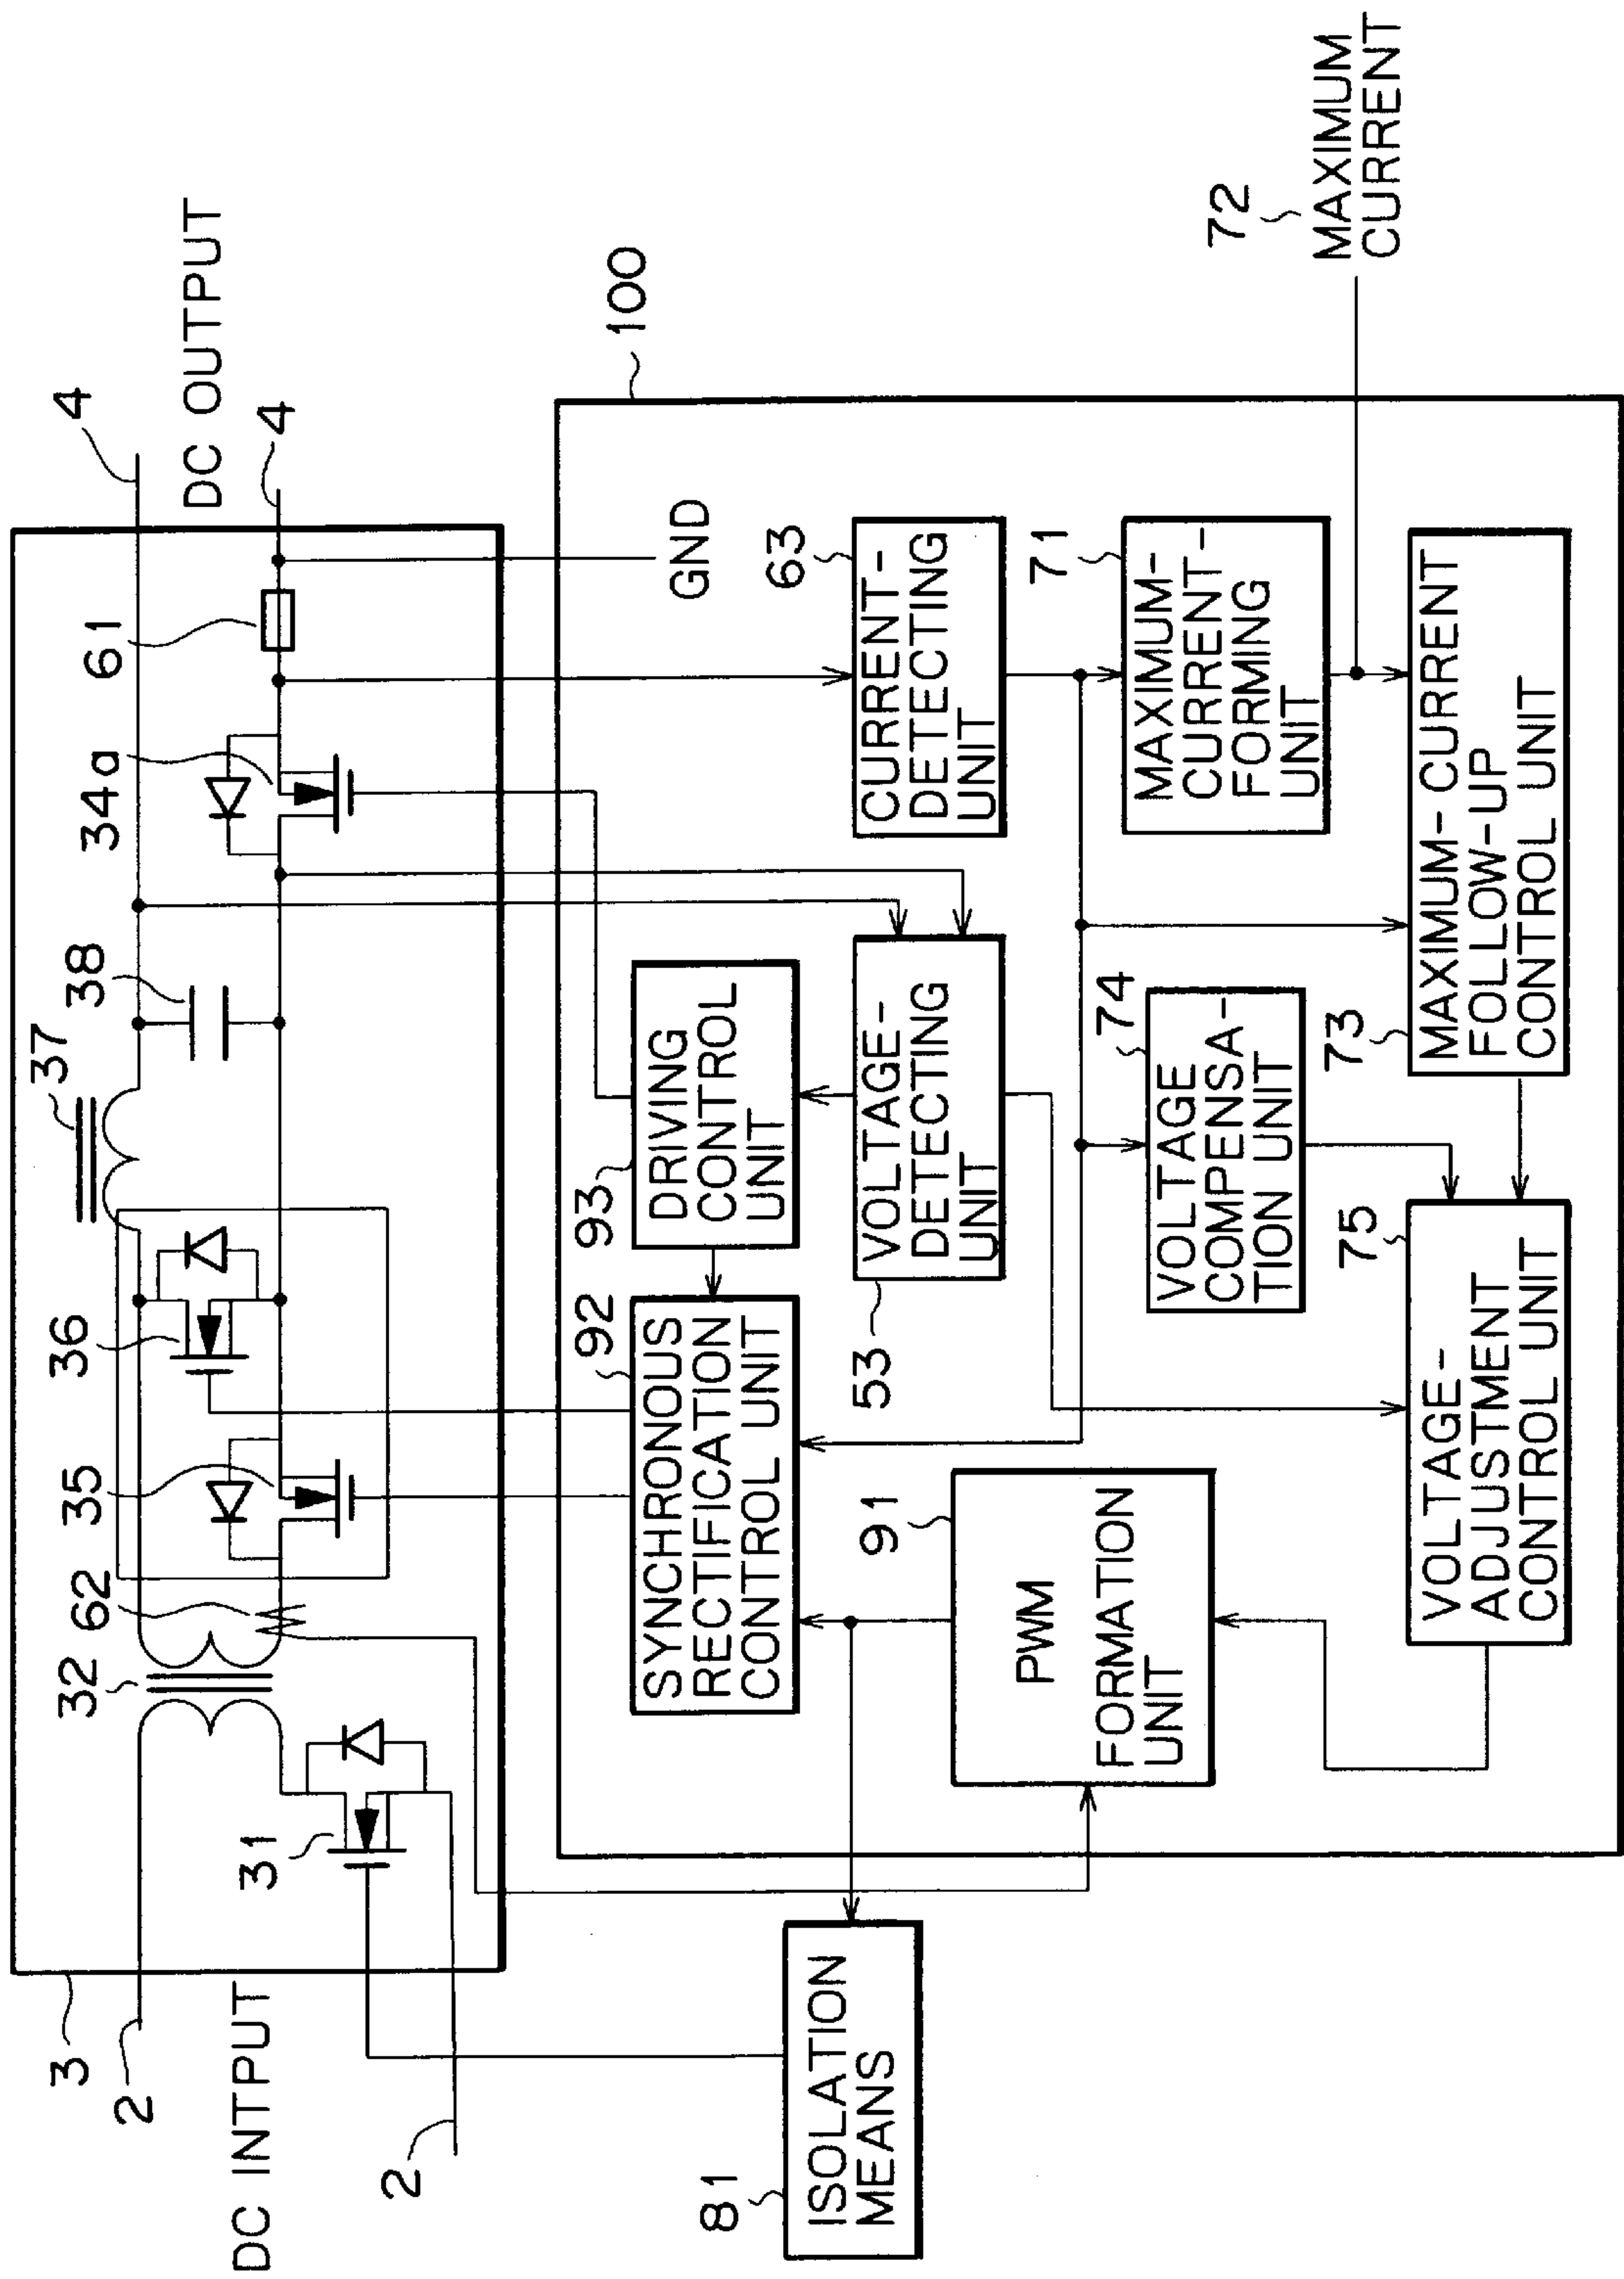 3
2
DC INTPUT
2
31
32
62
35
36
37
38
34a
61
4
DC OUTPUT
4
GND
100
81
ISOLATION
MEANS
92
SYNCHRONOUS
RECTIFICATION
CONTROL UNIT
93
DRIVING
CONTROL
UNIT
53
VOLTAGE-
DETECTING
UNIT
63
CURRENT-
DETECTING
UNIT
91
PWM
FORMATION
UNIT
74
VOLTAGE
COMPENSA-
TION UNIT
71
MAXIMUM-
CURRENT-
FORMING
UNIT
72
MAXIMUM
CURRENT
75
VOLTAGE-
ADJUSTMENT
CONTROL UNIT
73
MAXIMUM-CURRENT
FOLLOW-UP
CONTROL UNIT